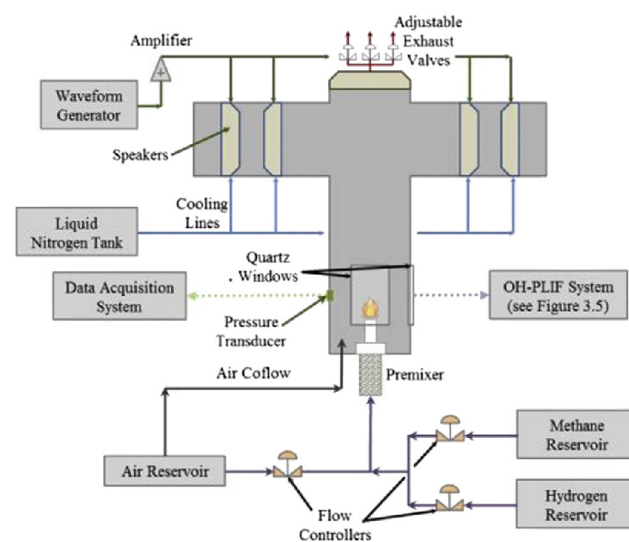 Adjustable
Exhaust
Valves
Amplifier
Waveform
Generator
Speakers
Cooling
Lines
Liquid
Nitrogen Tank
Quartz
. Windows
Data Acquisition
System
OH-PLIF System
(see Figure 3.5)
Pressure
Transducer
Air Coflow
Premixer
Methane
Reservoir
Air Reservoir
Hydrogen
Reservoir
Flow
Controllers